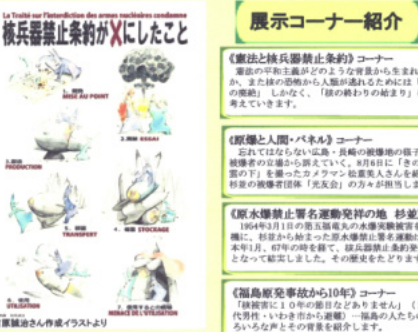 Le Traité sur l'interdiction des armes nucléaires condamne
核兵器禁止条約が✕にしたこと
1. 開発
MISE AU POINT
2.実験 ESSAI
3.製造
PRODUCTION
4. 備蓄 STOCKAGE
5. 移譲
TRANSFERT
6. 使用
UTILISATION
MENACE DE L'UTILISATION
原誠治さん作成イラストより
展示コーナー紹介
《憲法と核兵器禁止条約》コーナー
憲法の平和主義がどのような背景から生まれ
か、また核の恐怖から人類が逃れるためには「
の廃絶」しかなく、「核の終わりの始まり」
考えていきます。
《原爆と人間・パネル》コーナー
忘れてはならない広島・長崎の被爆地の様子
被爆者の立場から訴えていく。8月6日に「きの
雲の下」を撮ったカメラマン松重美人さんを
杉並の被爆者団体「光友会」の方々が担当し
《原水爆禁止署名運動発祥の地 杉並
1954年3月1日の第五福竜丸の水爆実験被害
機に、杉並から始まった原水爆禁止署名運動
本年1月、67年の時を経て、核兵器禁止条約発
となって結実しました。その歴史をたどります
《福島原発事故から10年》コーナー
「核被害に10年の節目などありません」（
代男性・いわき市から避難）…福島の人たち
ろいろな声とその背景を紹介します。